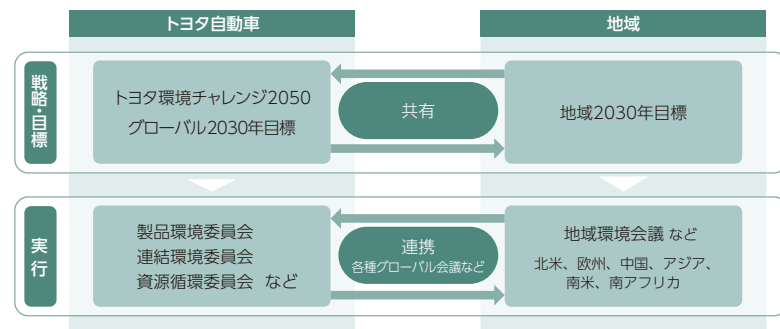 トヨタ自動車
地域
戦略・目標
トヨタ環境チャレンジ2050
グローバル2030年目標
共有
地域2030年目標
実行
製品環境委員会
連結環境委員会
資源循環委員会 など
連携
各種グローバル会議など
地域環境会議 など
北米、欧州、中国、アジア、
南米、南アフリカ